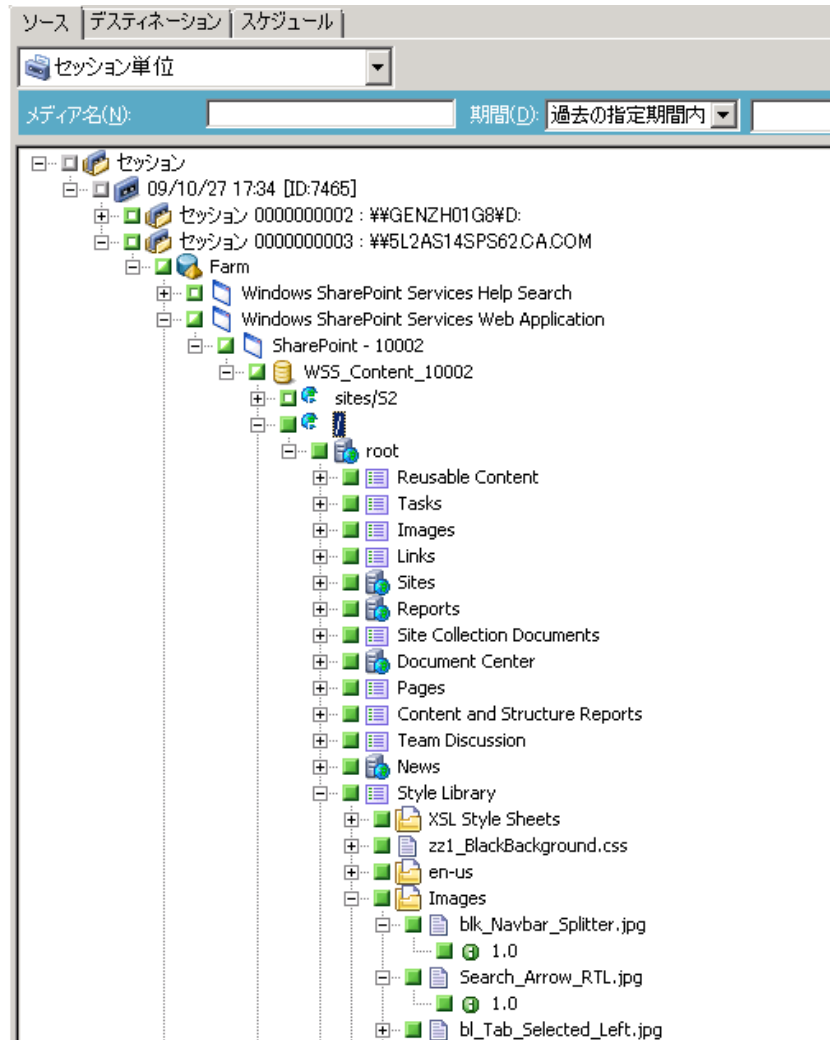 ソース デスティネーション スケジュール
セッション単位
メディア名(N): 期間(D): 過去の指定期間内
セッション
09/10/27 17:34 [ID:7465]
セッション 0000000002 : ¥¥GENZH01G8¥D:
セッション 0000000003 : ¥¥5L2AS14SPS62.CA.COM
Farm
Windows SharePoint Services Help Search
Windows SharePoint Services Web Application
SharePoint - 10002
WSS_Content_10002
sites/S2
/
root
Reusable Content
Tasks
Images
Links
Sites
Reports
Site Collection Documents
Document Center
Pages
Content and Structure Reports
Team Discussion
News
Style Library
XSL Style Sheets
zz1_BlackBackground.css
en-us
Images
blk_Navbar_Splitter.jpg
1.0
Search_Arrow_RTL.jpg
1.0
bl_Tab_Selected_Left.jpg